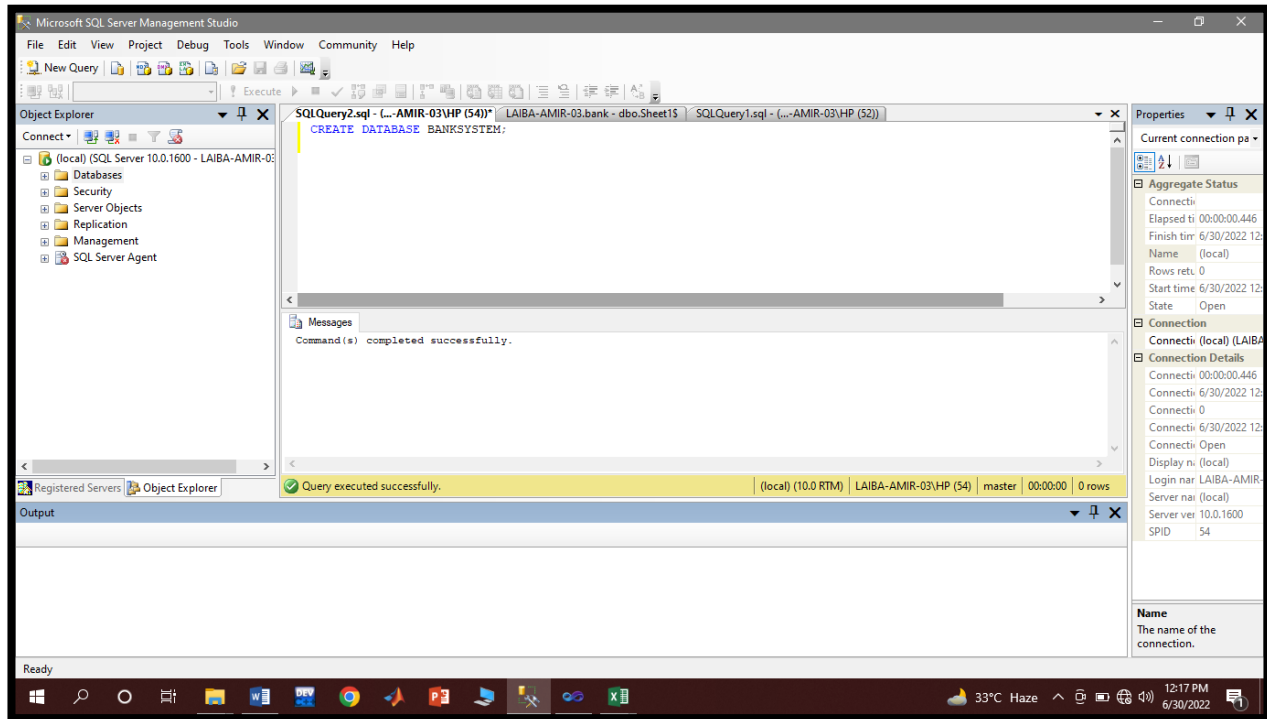 Microsoft SQL Server Management Studio
File Edit View Project Debug Tools Window Community Help
New Query
Execute
Object Explorer
Connect
(local) (SQL Server 10.0.1600 - LAIBA-AMIR-03
Databases
Security
Server Objects
Replication
Management
SQL Server Agent
Registered Servers Object Explorer
SQLQuery2.sql - (...-AMIR-03\HP (54))* LAIBA-AMIR-03.bank - dbo.Sheet1$ SQLQuery1.sql - (...-AMIR-03\HP (52))
CREATE DATABASE BANKSYSTEM;
Messages
Command(s) completed successfully.
Query executed successfully. (local) (10.0 RTM) LAIBA-AMIR-03\HP (54) master 00:00:00 0 rows
Properties
Current connection pa
Aggregate Status
Connecti
Elapsed ti 00:00:00.446
Finish tim 6/30/2022 12:
Name (local)
Rows retu 0
Start time 6/30/2022 12:
State Open
Connection
Connecti (local) (LAIBA
Connection Details
Connecti 00:00:00.446
Connecti 6/30/2022 12:
Connecti 0
Connecti 6/30/2022 12:
Connecti Open
Display n (local)
Login nar LAIBA-AMIR-
Server nar (local)
Server ver 10.0.1600
SPID 54
Name
The name of the
connection.
Output
Ready
33°C Haze
12:17 PM
6/30/2022